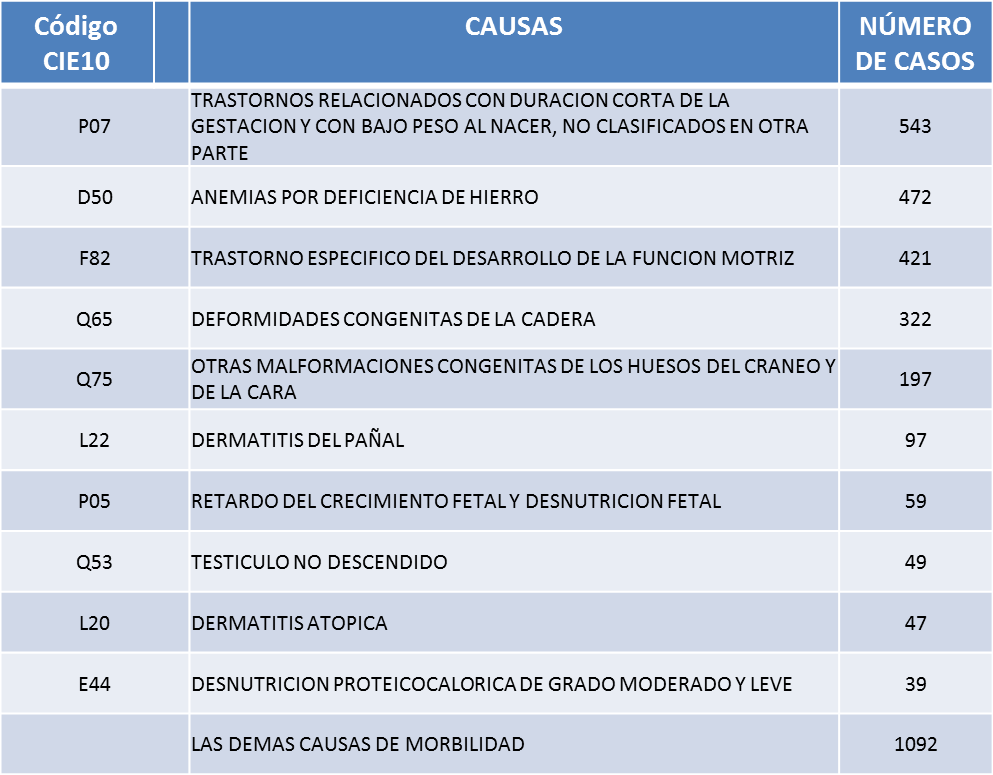 Código
CIE10
CAUSAS
NÚMERO
DE CASOS
P07
TRASTORNOS RELACIONADOS CON DURACION CORTA DE LA
GESTACION Y CON BAJO PESO AL NACER, NO CLASIFICADOS EN OTRA
PARTE
543
D50
ANEMIAS POR DEFICIENCIA DE HIERRO
472
F82
TRASTORNO ESPECIFICO DEL DESARROLLO DE LA FUNCION MOTRIZ
421
Q65
DEFORMIDADES CONGENITAS DE LA CADERA
322
Q75
OTRAS MALFORMACIONES CONGENITAS DE LOS HUESOS DEL CRANEO Y
DE LA CARA
197
L22
DERMATITIS DEL PAÑAL
97
P05
RETARDO DEL CRECIMIENTO FETAL Y DESNUTRICION FETAL
59
Q53
TESTICULO NO DESCENDIDO
49
L20
DERMATITIS ATOPICA
47
E44
DESNUTRICION PROTEICOCALORICA DE GRADO MODERADO Y LEVE
39
LAS DEMAS CAUSAS DE MORBILIDAD
1092